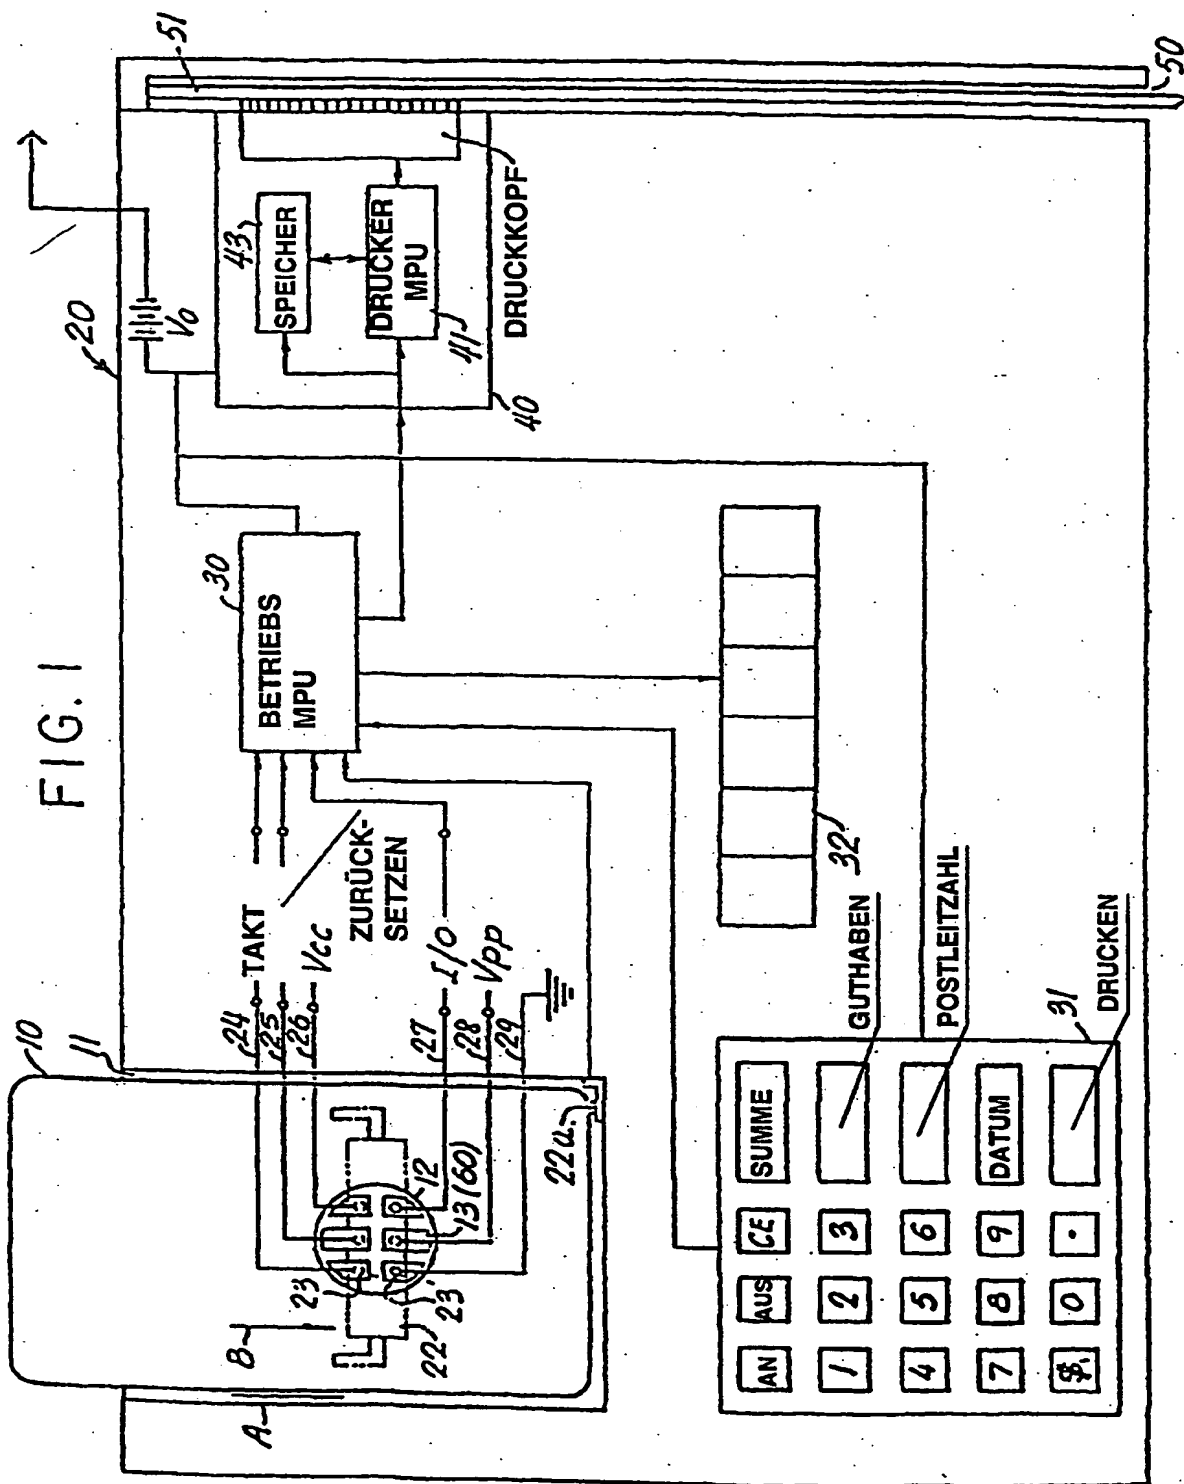 FIG. 1
10
11
20
51
50
V0
43
SPEICHER
DRUCKER
MPU
41
DRUCKKOPF
40
30
BETRIEBS
MPU
24
TAKT
25
26
Vcc
ZURÜCK-
SETZEN
27
I/O
28
Vpp
29
B
A
23
23
22
12
13(60)
22a
32
31
AN
AUS
CE
SUMME
1
2
3
GUTHABEN
4
5
6
POSTLEITZAHL
7
8
9
DATUM
$
0
.
DRUCKEN